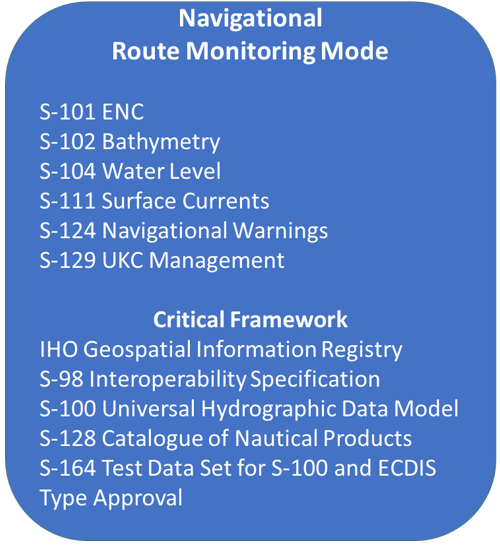 Navigational
Route Monitoring Mode
S-101 ENC
S-102 Bathymetry
S-104 Water Level
S-111 Surface Currents
S-124 Navigational Warnings
S-129 UKC Management
Critical Framework
IHO Geospatial Information Registry
S-98 Interoperability Specification
S-100 Universal Hydrographic Data Model
S-128 Catalogue of Nautical Products
S-164 Test Data Set for S-100 and ECDIS
Type Approval